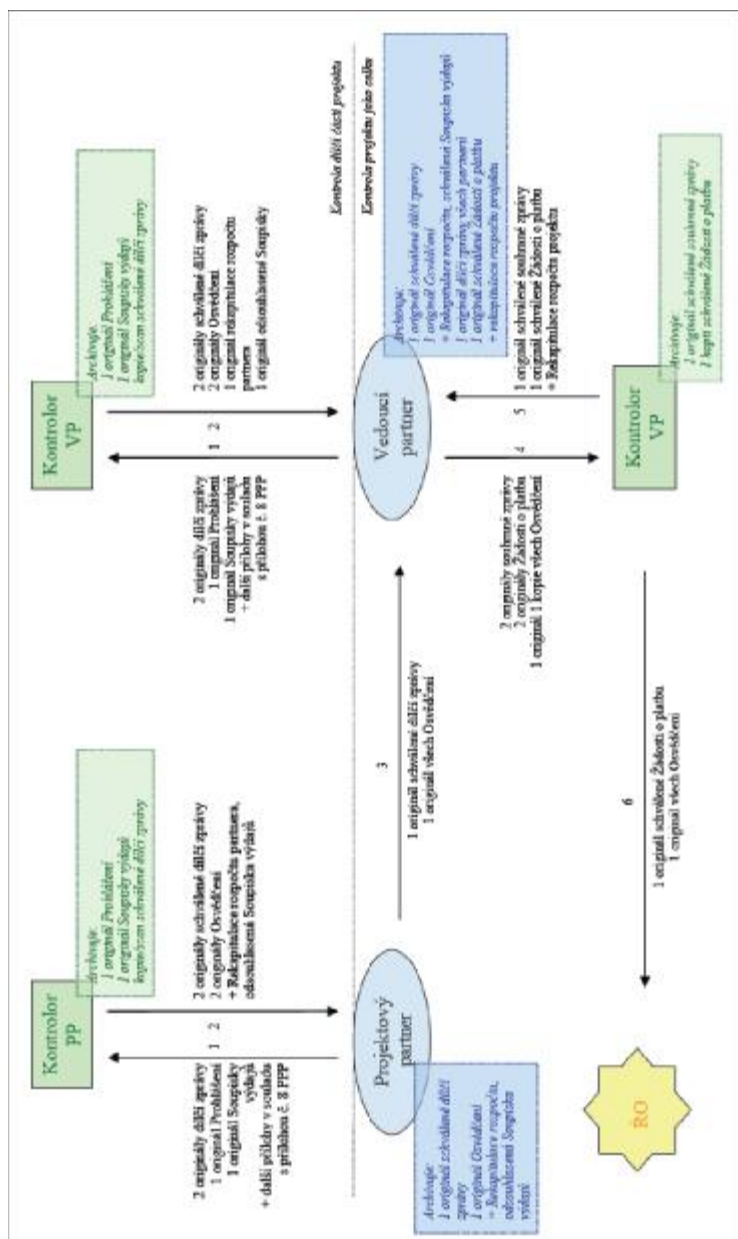 Kontrolor
PP
Archivuje:
1 originál Prohlášení
1 originál Soupisky výdajů
kopie/scan schválené dílčí zprávy
2 originály dílčí zprávy
1 originál Prohlášení
1 originál Soupisky
výdajů
+ další přílohy v souladu
s přílohou č. 8 PPP
1 2
2 originály schválené dílčí zprávy
2 originály Osvědčení
+ Rekapitulace rozpočtu partnera,
odsouhlasená Soupiska výdajů
Kontrolor
VP
Archivuje:
1 originál Prohlášení
1 originál Soupisky výdajů
kopie/scan schválené dílčí zprávy
2 originály dílčí zprávy
1 originál Prohlášení
1 originál Soupisky výdajů
+ další přílohy v souladu
s přílohou č. 8 PPP
1 2
2 originály schválené dílčí zprávy
2 originály Osvědčení
1 originál rekapitulace rozpočtu
partnera
1 originál odsouhlasené Soupisky
Kontrola dílčí části projektu
Kontrola projektu jako celku
Projektový
partner
Archivuje:
1 originál schválené dílčí
zprávy
1 originál Osvědčení
+ Rekapitulace rozpočtu,
odsouhlasená Soupiska
výdajů
3
1 originál schválené dílčí zprávy
1 originál všech Osvědčení
Vedoucí
partner
Archivuje:
1 originál schválené dílčí zprávy
1 originál Osvědčení
+ Rekapitulace rozpočtu, schválená Soupiska výdajů
1 originál dílčí zprávy všech partnerů
1 originál schválené Žádosti o platbu
+ rekapitulace rozpočtu projektu
2 originály souhrnné zprávy
2 originály Žádosti o platbu
1 originál 1 kopie všech Osvědčení
4 5
1 originál schválené souhrnné zprávy
1 originál schválené Žádosti o platbu
+ Rekapitulace rozpočtu projektu
6
1 originál schválené Žádosti o platbu
1 originál všech Osvědčení
ŘO
Kontrolor
VP
Archivuje:
1 originál schválené souhrnné zprávy
1 kopii schválené Žádosti o platbu